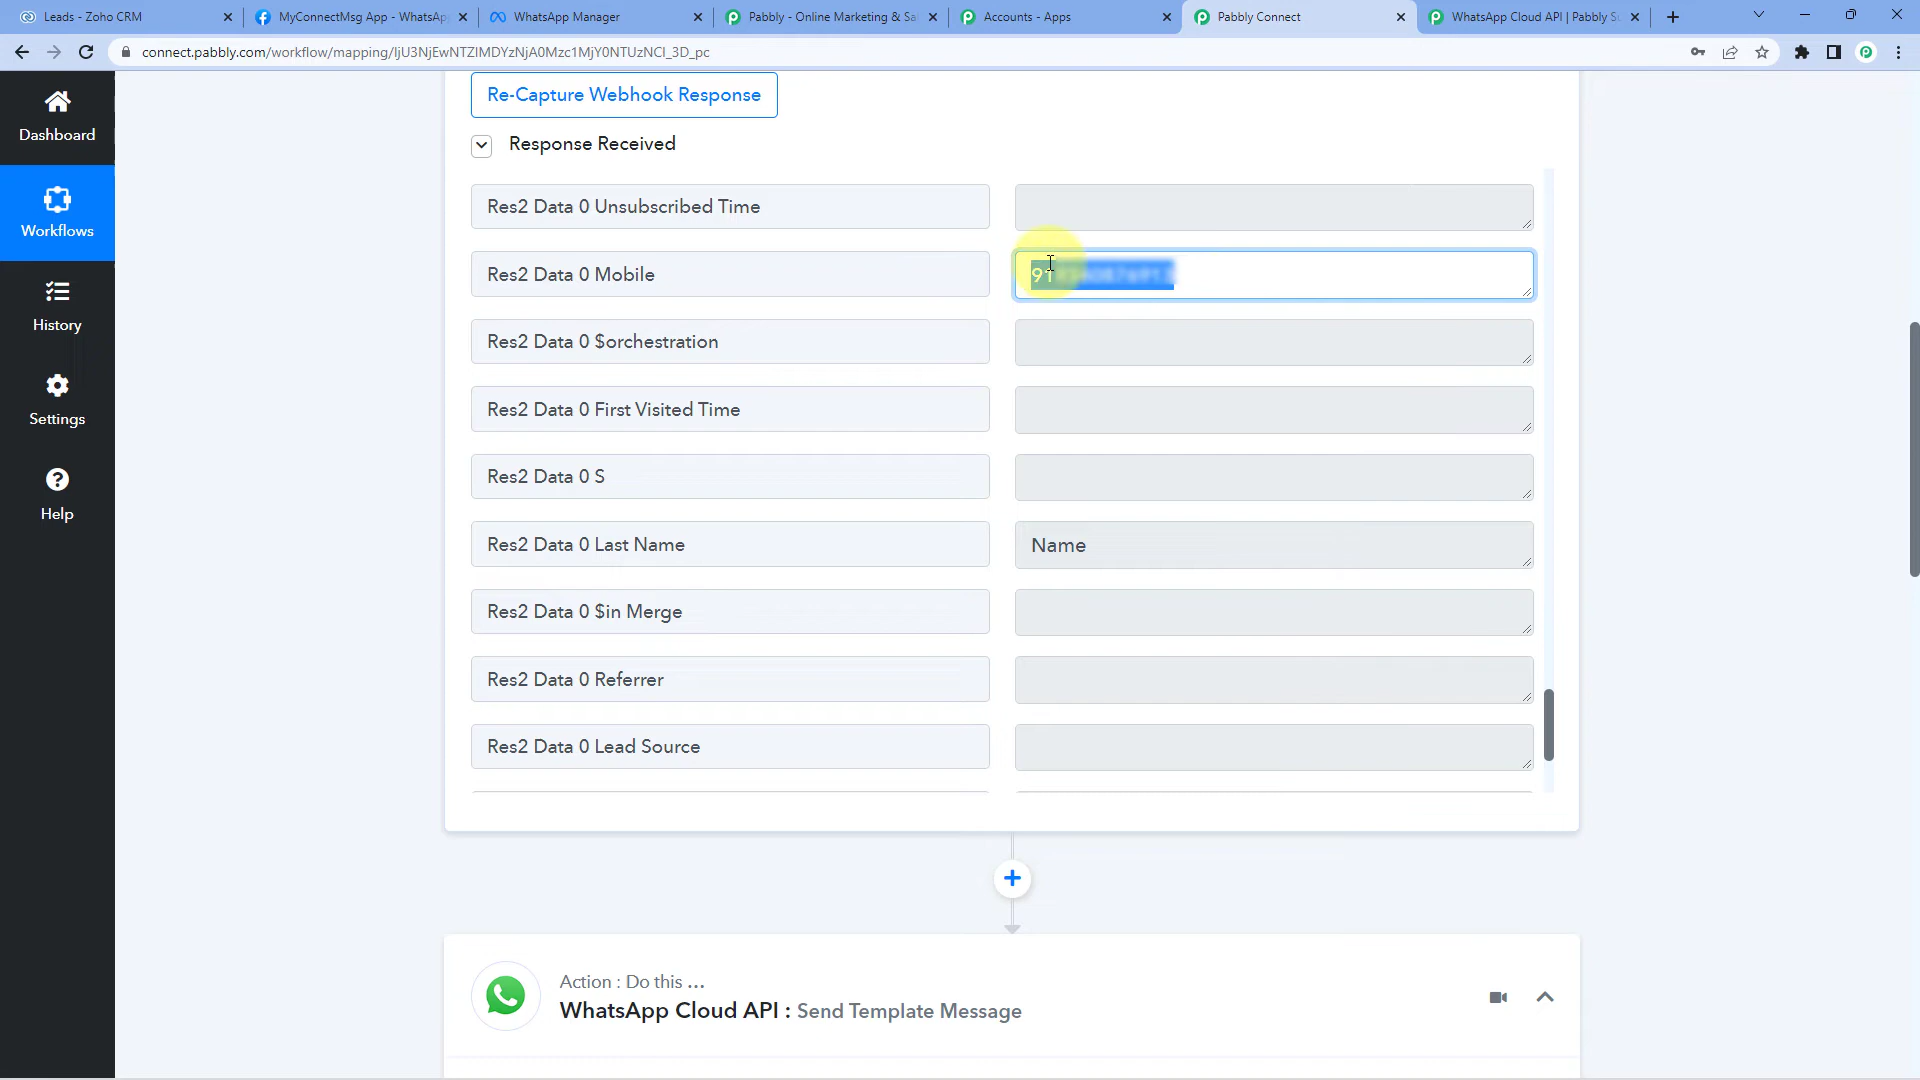 Leads - Zoho CRM
MyConnectMsg App - WhatsAp
WhatsApp Manager
Pabbly - Online Marketing & Sa
Accounts - Apps
Pabbly Connect
WhatsApp Cloud API | Pabbly Su
connect.pabbly.com/workflow/mapping/IjU3NjEwNTZlMDYzNjA0Mzc1MjY0NTUzNCI_3D_pc
Dashboard
Workflows
History
Settings
Help
Re-Capture Webhook Response
Response Received
Res2 Data 0 Unsubscribed Time
Res2 Data 0 Mobile
91
Res2 Data 0 $orchestration
Res2 Data 0 First Visited Time
Res2 Data 0 S
Res2 Data 0 Last Name
Name
Res2 Data 0 $in Merge
Res2 Data 0 Referrer
Res2 Data 0 Lead Source
Action : Do this ...
WhatsApp Cloud API : Send Template Message